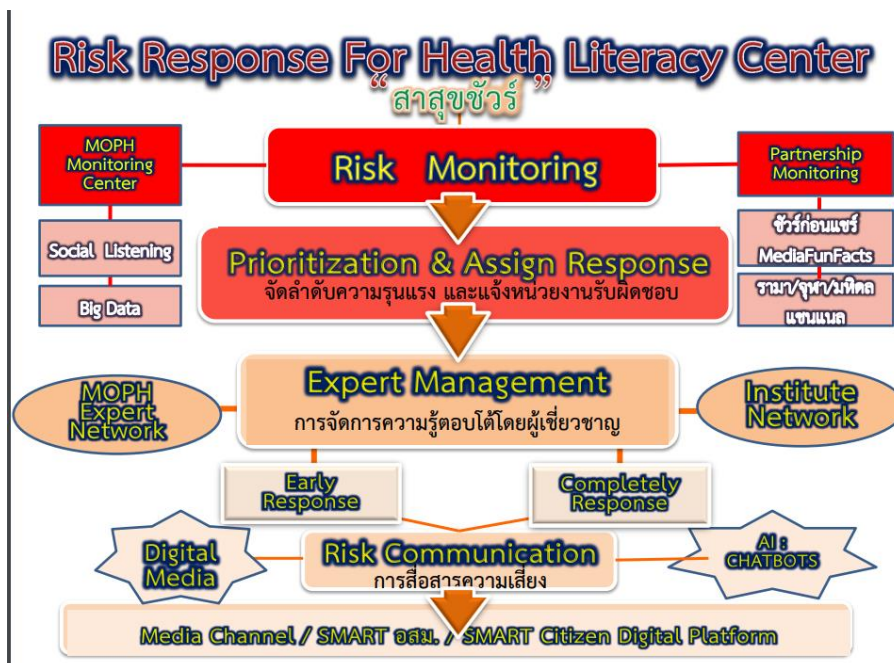 Risk Response For Health Literacy Center
“สาสุขชัวร์”
MOPH
Monitoring
Center
Risk Monitoring
Partnership
Monitoring
Social Listening
Big Data
ชัวร์ก่อนแชร์
MediaFunFacts
รามา/จุฬา/มหิดล
แชนแนล
Prioritization & Assign Response
จัดลำดับความรุนแรง และแจ้งหน่วยงานรับผิดชอบ
MOPH
Expert
Network
Expert Management
การจัดการความรู้ตอบโต้โดยผู้เชี่ยวชาญ
Institute
Network
Early
Response
Completely
Response
Digital
Media
Risk Communication
การสื่อสารความเสี่ยง
AI :
CHATBOTS
Media Channel / SMART อสม. / SMART Citizen Digital Platform